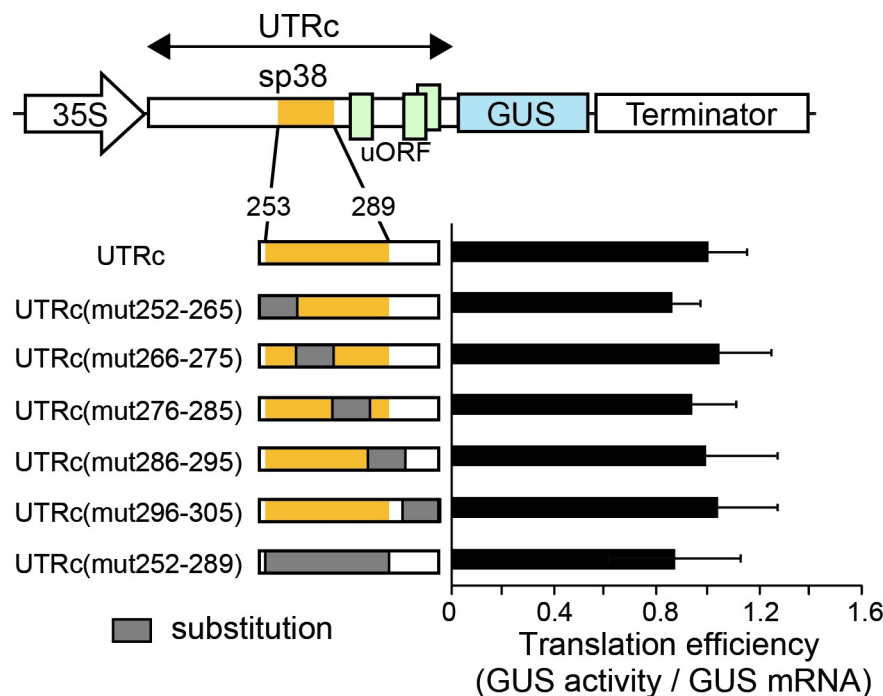 UTRc
sp38
35S
GUS
Terminator
uORF
253
289
UTRc
UTRc(mut252-265)
UTRc(mut266-275)
UTRc(mut276-285)
UTRc(mut286-295)
UTRc(mut296-305)
UTRc(mut252-289)
0 0.4 0.8 1.2 1.6
substitution
Translation efficiency
(GUS activity / GUS mRNA)